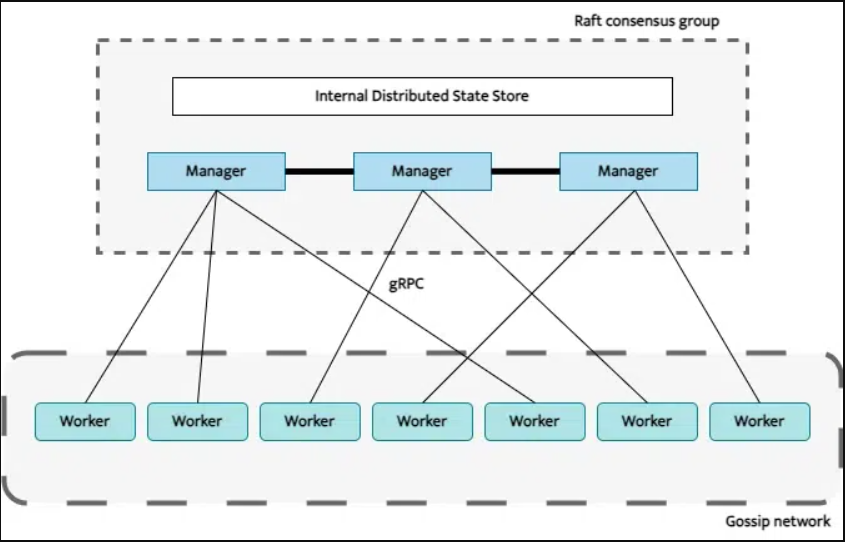 Raft consensus group
Internal Distributed State Store
Manager
Manager
Manager
gRPC
Worker
Worker
Worker
Worker
Worker
Worker
Worker
Gossip network